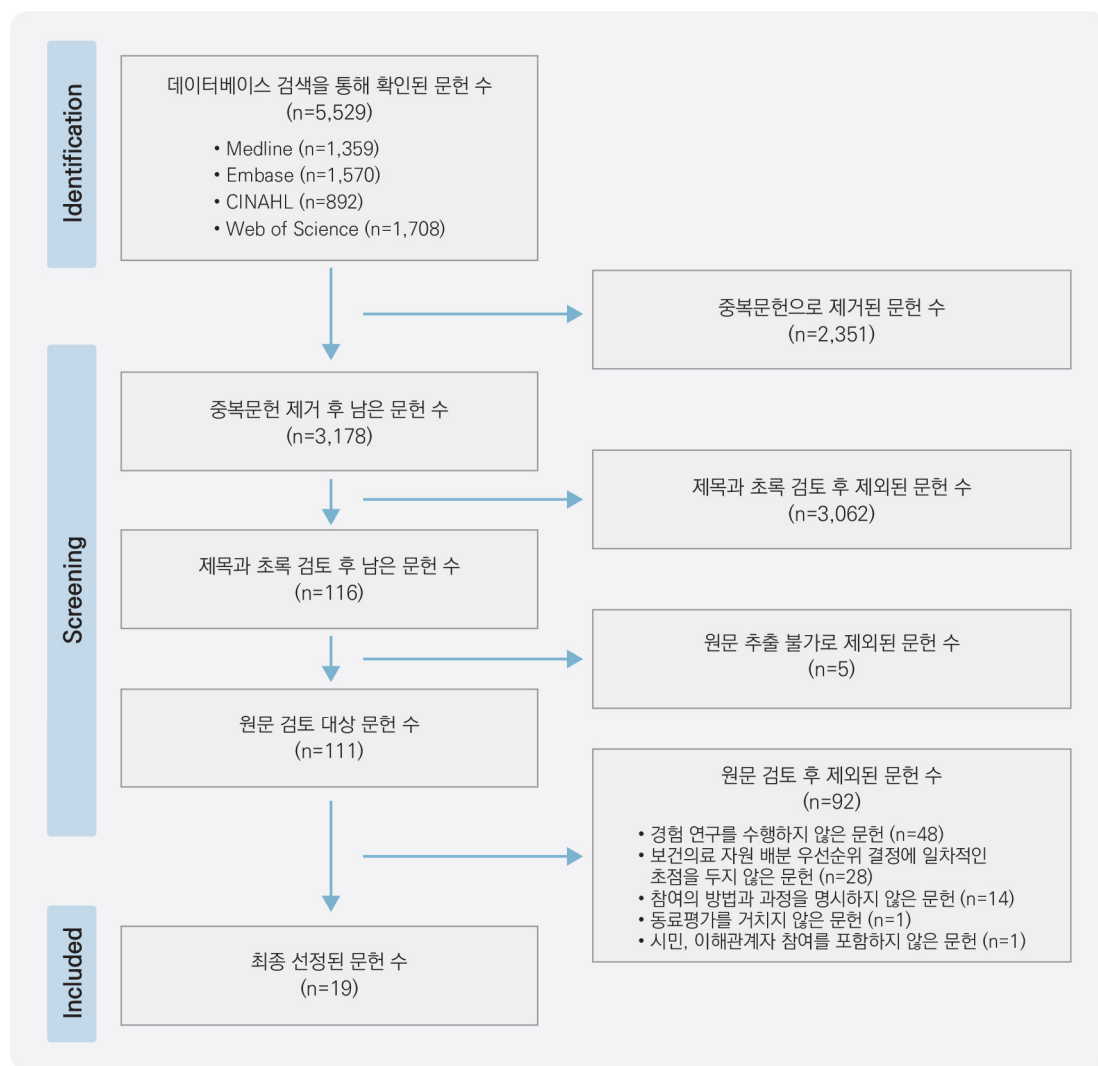 Identification
데이터베이스 검색을 통해 확인된 문헌 수
(n=5,529)
• Medline (n=1,359)
• Embase (n=1,570)
• CINAHL (n=892)
• Web of Science (n=1,708)
중복문헌으로 제거된 문헌 수
(n=2,351)
Screening
중복문헌 제거 후 남은 문헌 수
(n=3,178)
제목과 초록 검토 후 제외된 문헌 수
(n=3,062)
제목과 초록 검토 후 남은 문헌 수
(n=116)
원문 추출 불가로 제외된 문헌 수
(n=5)
원문 검토 대상 문헌 수
(n=111)
원문 검토 후 제외된 문헌 수
(n=92)
• 경험 연구를 수행하지 않은 문헌 (n=48)
• 보건의료 자원 배분 우선순위 결정에 일차적인
초점을 두지 않은 문헌 (n=28)
• 참여의 방법과 과정을 명시하지 않은 문헌 (n=14)
• 동료평가를 거치지 않은 문헌 (n=1)
• 시민, 이해관계자 참여를 포함하지 않은 문헌 (n=1)
Included
최종 선정된 문헌 수
(n=19)